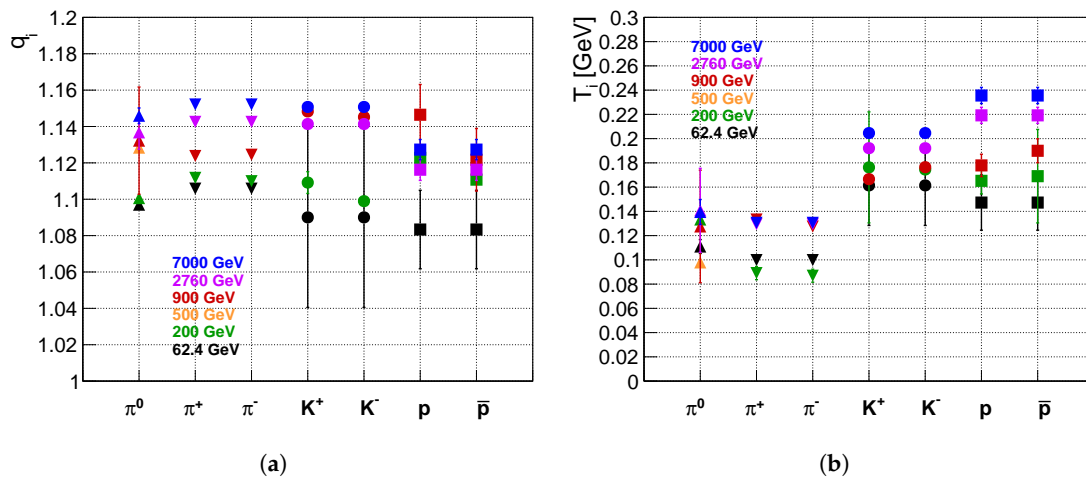 q_i
1.2
1.18
1.16
1.14
1.12
1.1
1.08
1.06
1.04
1.02
1
7000 GeV
2760 GeV
900 GeV
500 GeV
200 GeV
62.4 GeV
π⁰ π⁺ π⁻ K⁺ K⁻ p p̅
(a)
T_i [GeV]
0.3
0.28
0.26
0.24
0.22
0.2
0.18
0.16
0.14
0.12
0.1
0.08
0.06
0.04
0.02
0
7000 GeV
2760 GeV
900 GeV
500 GeV
200 GeV
62.4 GeV
π⁰ π⁺ π⁻ K⁺ K⁻ p p̅
(b)